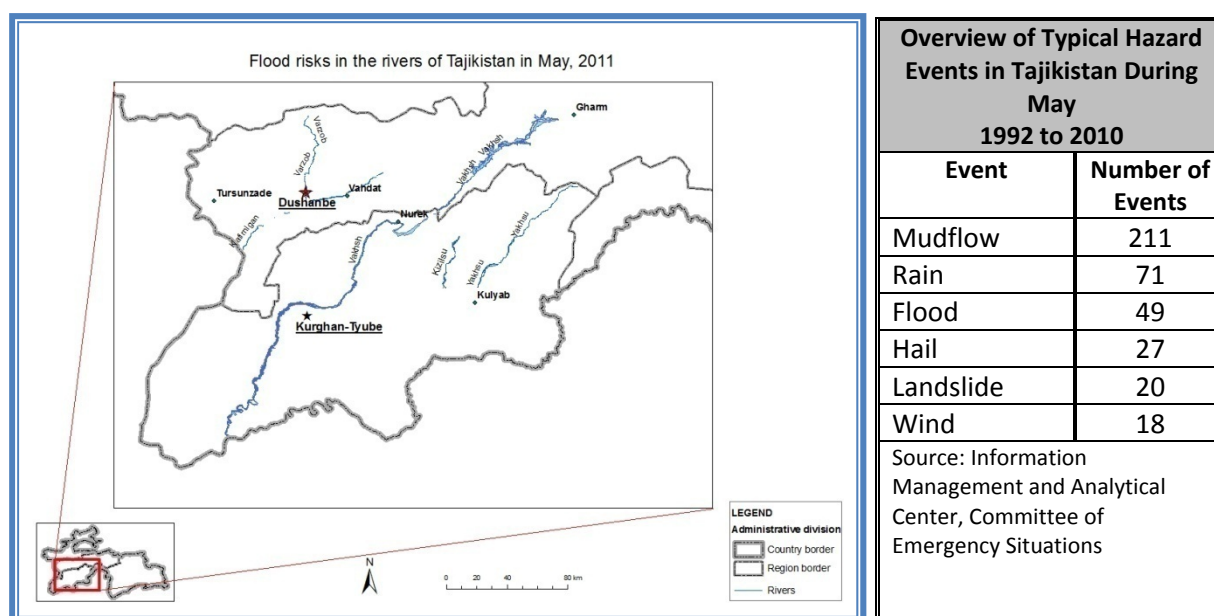 Flood risks in the rivers of Tajikistan in May, 2011
Gharm
Varzob
Varzob
Vakhsh
Vakhsh
Tursunzade
Vahdat
Dushanbe
Nurek
Vakhsh
Kizilsu
Yakhsu
Yakhsu
Kulyab
Kurghan-Tyube
LEGEND
Administrative division
Country border
Region border
Rivers
N
0 20 40 80 km
Overview of Typical Hazard
Events in Tajikistan During
May
1992 to 2010
Event Number of
Events
Mudflow 211
Rain 71
Flood 49
Hail 27
Landslide 20
Wind 18
Source: Information
Management and Analytical
Center, Committee of
Emergency Situations